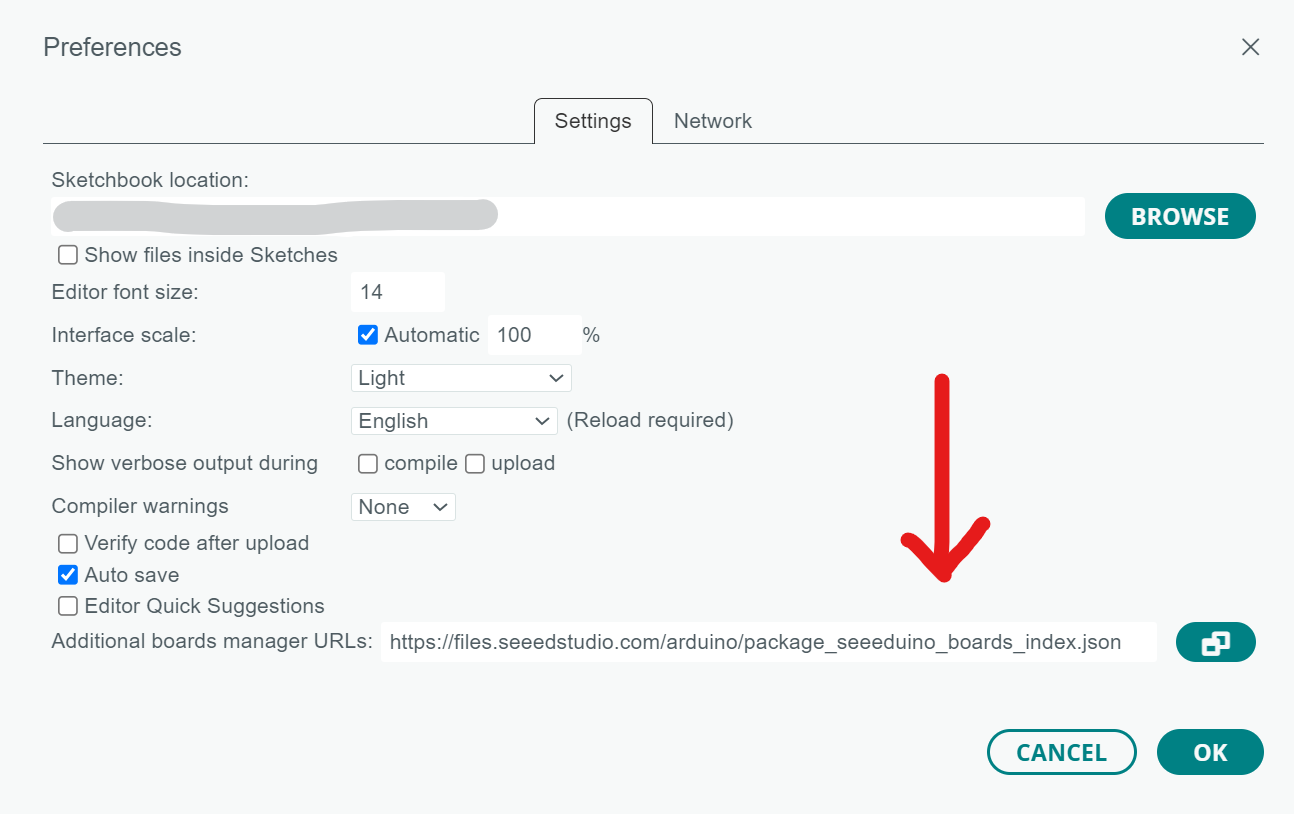 Preferences
Settings Network
Sketchbook location:
BROWSE
Show files inside Sketches
Editor font size: 14
Interface scale: Automatic 100 %
Theme: Light
Language: English (Reload required)
Show verbose output during compile upload
Compiler warnings None
Verify code after upload
Auto save
Editor Quick Suggestions
Additional boards manager URLs: https://files.seeedstudio.com/arduino/package_seeeduino_boards_index.json
CANCEL OK